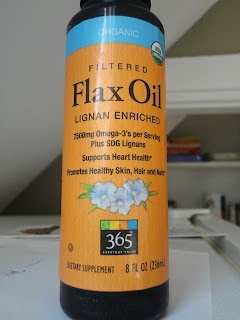 ORGANIC
USDA
FILTERED
Flax Oil
LIGNAN ENRICHED
7500mg Omega-3's per Serving
Plus SDG Lignans
Supports Heart Health*
Promotes Healthy Skin, Hair and Nails*
365
EVERYDAY VALUE
DIETARY SUPPLEMENT 8 FL OZ (236mL)